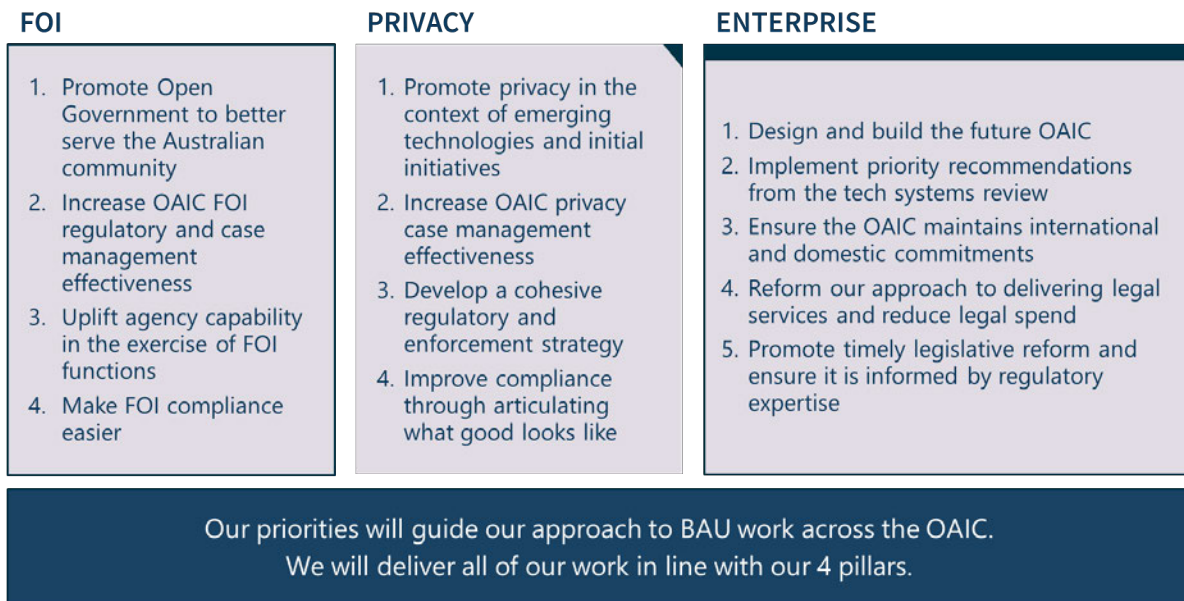 FOI
1. Promote Open
Government to better
serve the Australian
community
2. Increase OAIC FOI
regulatory and case
management
effectiveness
3. Uplift agency capability
in the exercise of FOI
functions
4. Make FOI compliance
easier
PRIVACY
1. Promote privacy in the
context of emerging
technologies and initial
initiatives
2. Increase OAIC privacy
case management
effectiveness
3. Develop a cohesive
regulatory and
enforcement strategy
4. Improve compliance
through articulating
what good looks like
ENTERPRISE
1. Design and build the future OAIC
2. Implement priority recommendations
from the tech systems review
3. Ensure the OAIC maintains international
and domestic commitments
4. Reform our approach to delivering legal
services and reduce legal spend
5. Promote timely legislative reform and
ensure it is informed by regulatory
expertise
Our priorities will guide our approach to BAU work across the OAIC.
We will deliver all of our work in line with our 4 pillars.